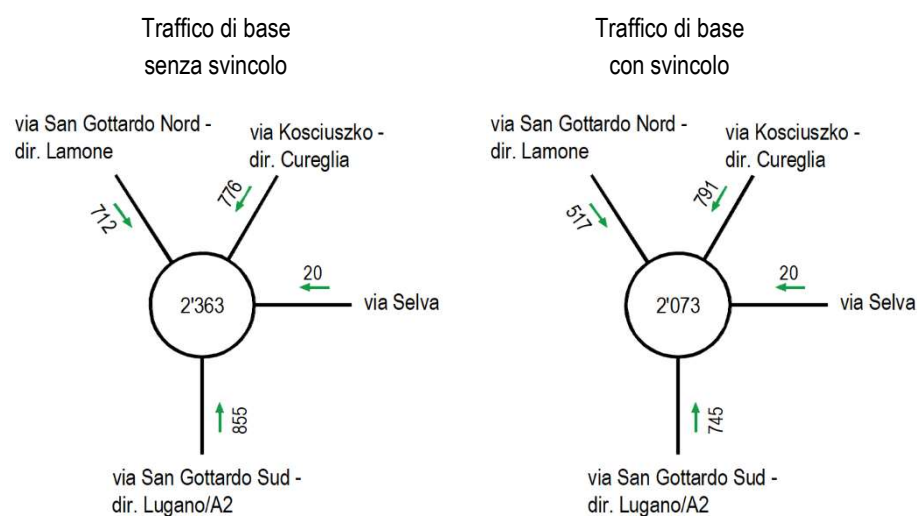 Traffico di base
senza svincolo
via San Gottardo Nord -
dir. Lamone
via Kosciuszko -
dir. Cureglia
712
776
20
2'363
via Selva
855
via San Gottardo Sud -
dir. Lugano/A2
Traffico di base
con svincolo
via San Gottardo Nord -
dir. Lamone
via Kosciuszko -
dir. Cureglia
517
791
20
2'073
via Selva
745
via San Gottardo Sud -
dir. Lugano/A2